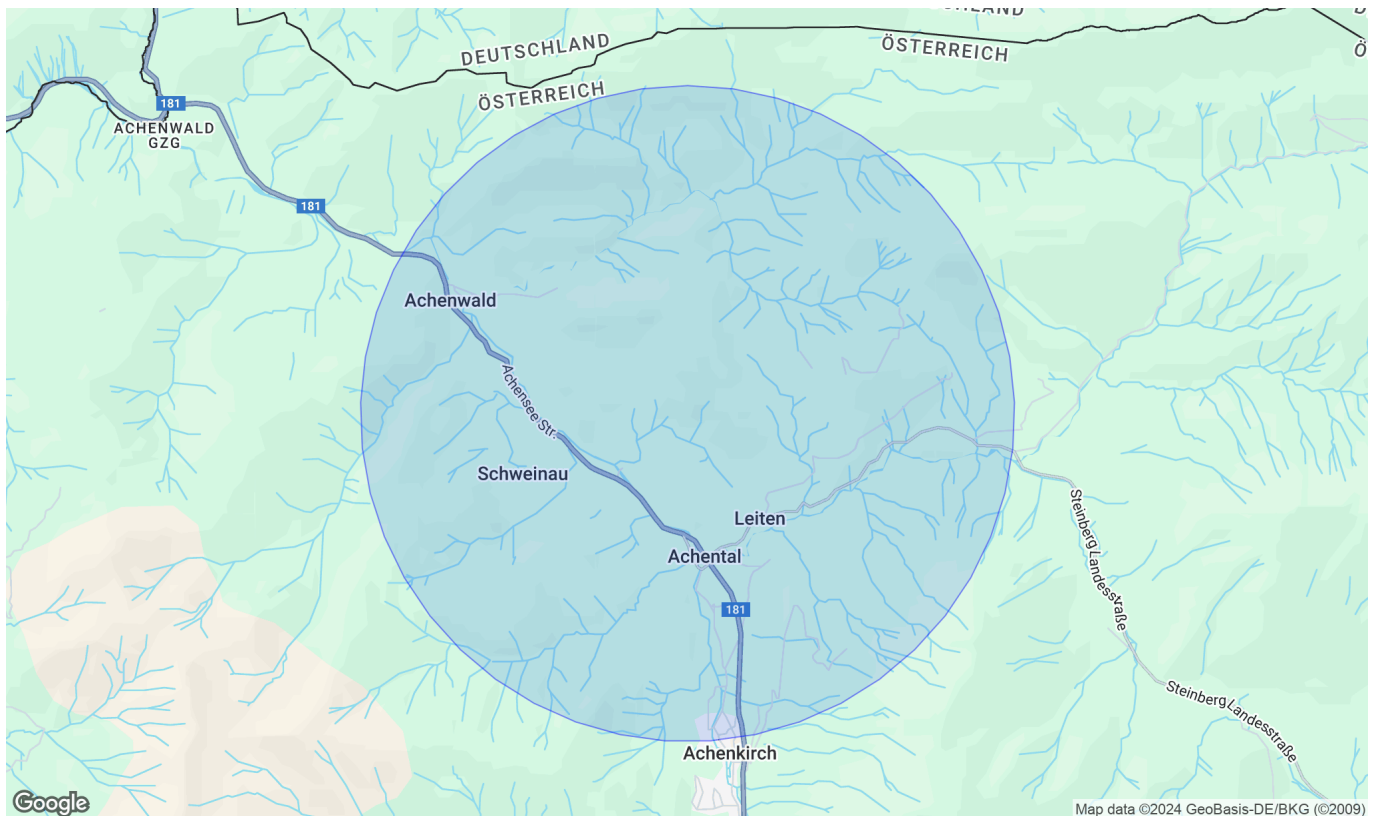 DEUTSCHLAND
ÖSTERREICH
CHLAND
ÖSTERREICH
D
Ö
181
ACHENWALD
GZG
181
Achenwald
Achensee Str.
Schweinau
Leiten
Achental
181
Achenkirch
Steinberg Landesstraße
Steinberg Landesstraße
Google
Map data ©2024 GeoBasis-DE/BKG (©2009)